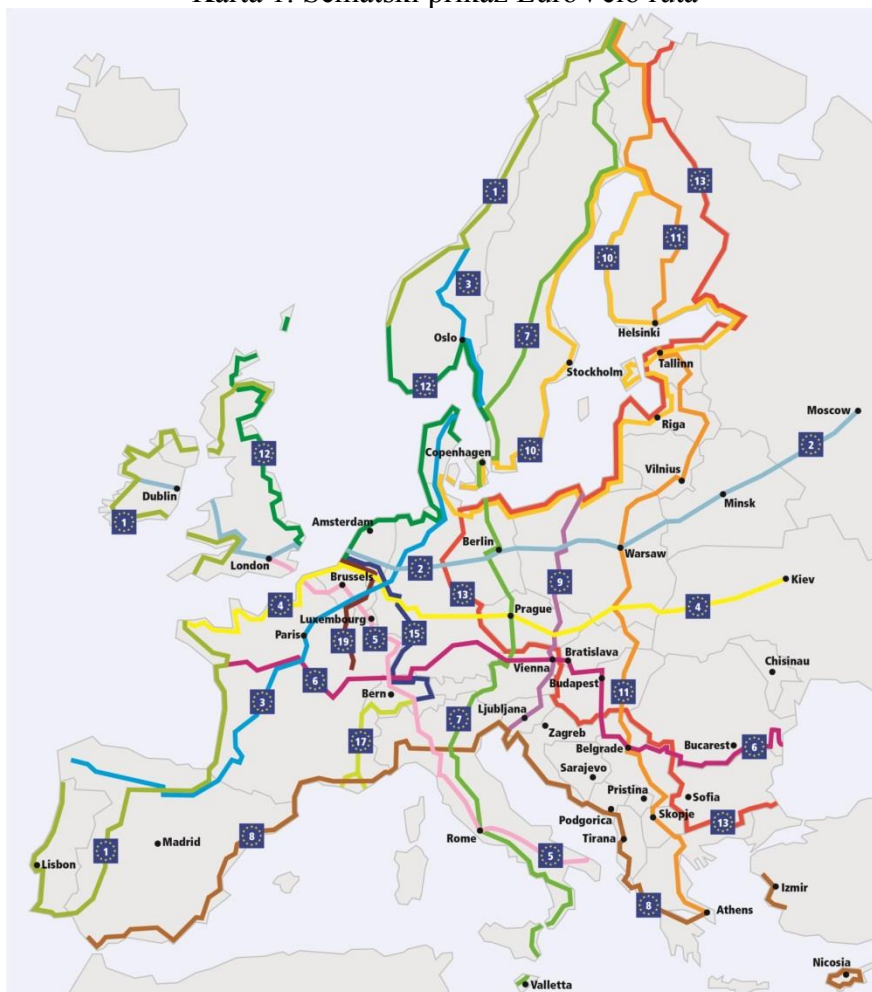 Karta 1. Šematski prikaz EuroVelo ruta
13
1
11
10
3
Helsinki
7
Oslo
Tallinn
Stockholm
12
Moscow
Riga
2
10
12
Copenhagen
Vilnius
Dublin
Minsk
1
Amsterdam
Berlin
Warsaw
London
2
9
Kiev
Brussels
13
4
4
Prague
Luxembourg
15
Paris
19
5
Vienna
Bratislava
Chisinau
6
Budapest
Bern
11
3
7
Ljubljana
Zagreb
17
Belgrade
Bucarest
6
Sarajevo
Pristina
Sofia
Podgorica
Skopje
13
8
Rome
Tirana
Madrid
1
5
Lisbon
Izmir
8
Athens
Nicosia
Valletta